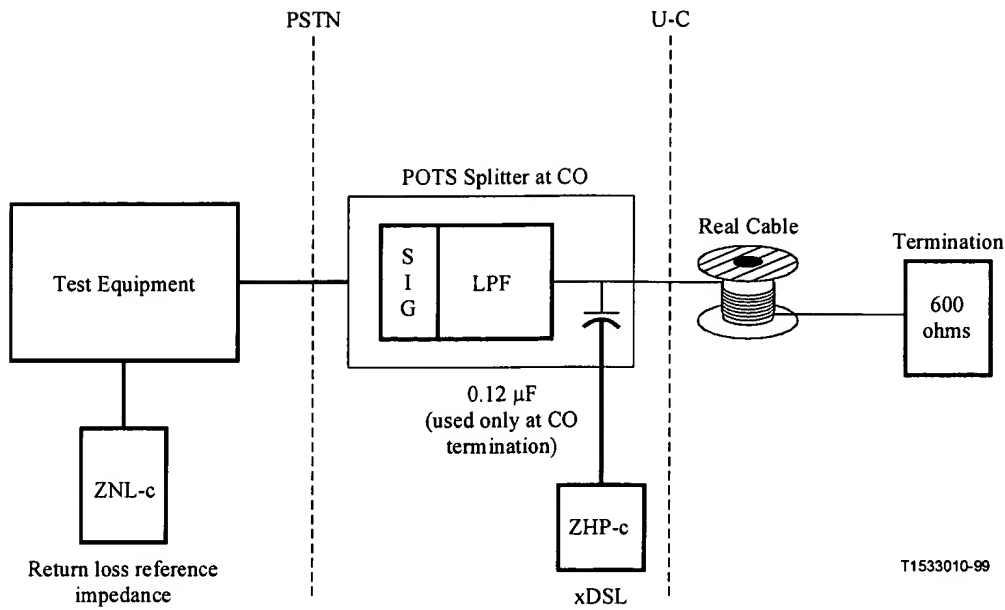 PSTN
U-C
POTS Splitter at CO
Test Equipment
S
I
G
LPF
Real Cable
Termination
600
ohms
0.12 μF
(used only at CO
termination)
ZNL-c
ZHP-c
Return loss reference
impedance
xDSL
T1533010-99